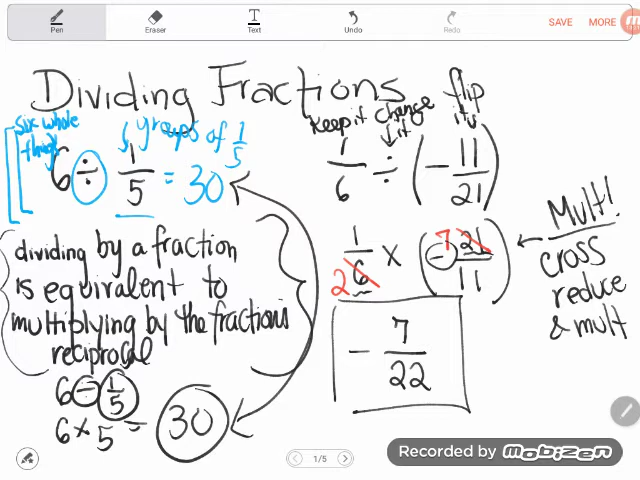 Pen
Eraser
Text
Undo
Redo
SAVE
MORE
Dividing Fractions
six whole things
groups of 1/5
6 ÷ 1/5 = 30
dividing by a fraction
is equivalent to
multiplying by the fractions
reciprocal
6 ÷ 1/5
6 × 5 = 30
keep it
change it
flip it
1/6 ÷ (- 11/21)
1/6 × (- 21/11)
2
7
- 7/22
Mult!
cross
reduce
& mult
1/5
Recorded by mobizen